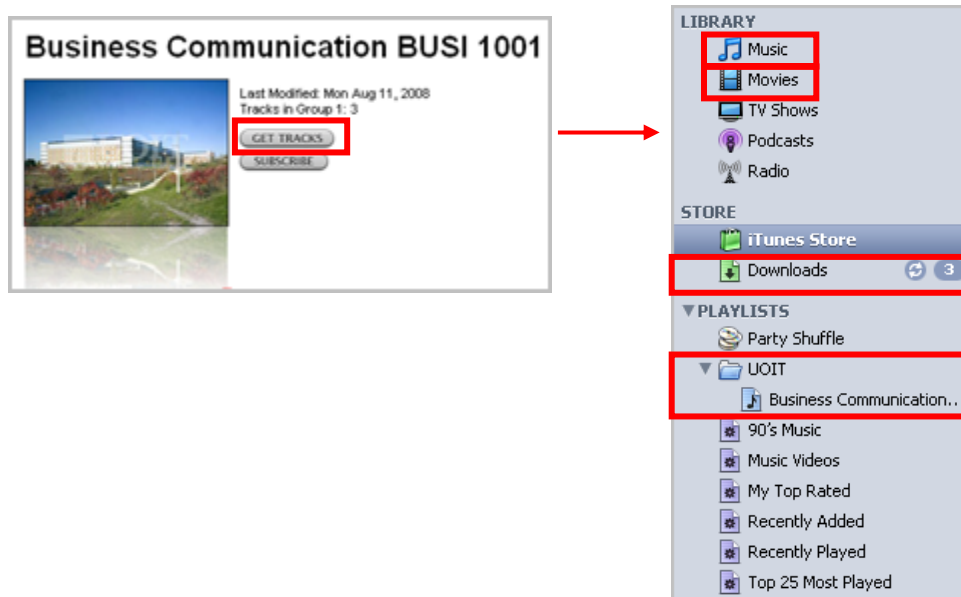 Business Communication BUSI 1001
Last Modified: Mon Aug 11, 2008
Tracks in Group 1: 3
GET TRACKS
SUBSCRIBE
UOIT
LIBRARY
Music
Movies
TV Shows
Podcasts
Radio
STORE
iTunes Store
Downloads 3
PLAYLISTS
Party Shuffle
UOIT
Business Communication..
90's Music
Music Videos
My Top Rated
Recently Added
Recently Played
Top 25 Most Played